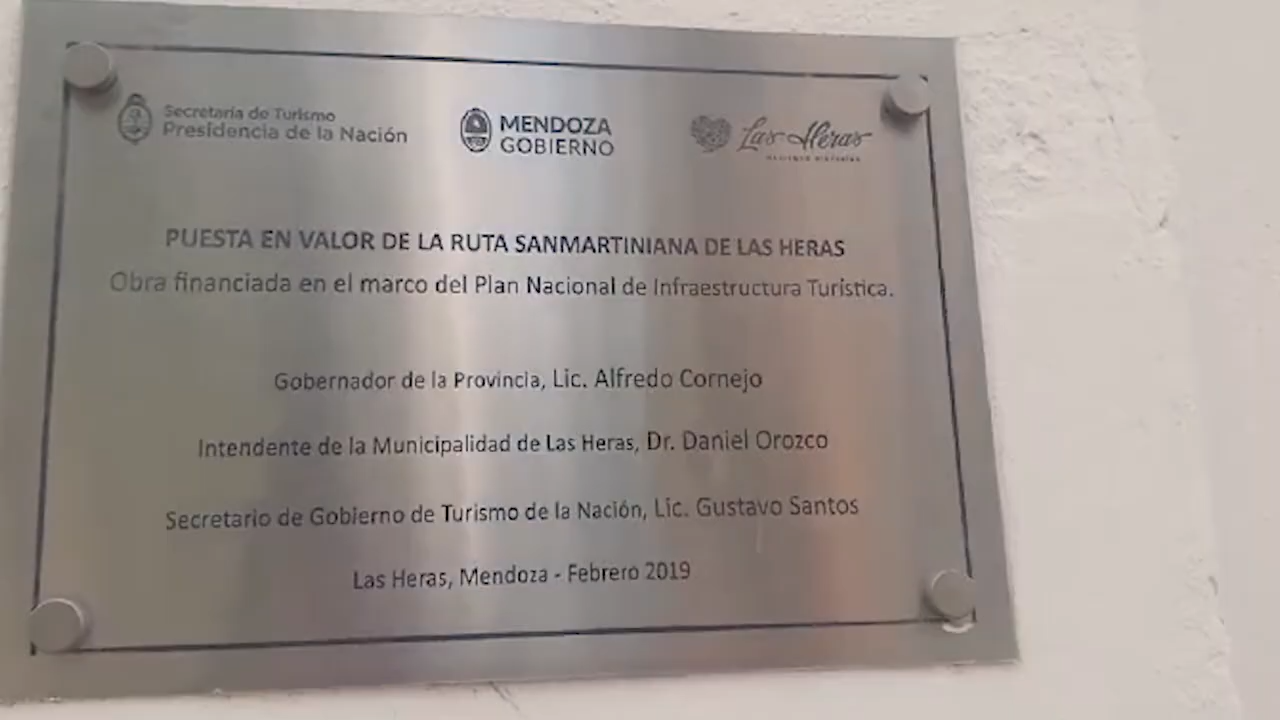 Secretaría de Turismo
Presidencia de la Nación
MENDOZA
GOBIERNO
Las Heras
PUESTA EN VALOR DE LA RUTA SANMARTINIANA DE LAS HERAS
Obra financiada en el marco del Plan Nacional de Infraestructura Turística.
Gobernador de la Provincia, Lic. Alfredo Cornejo
Intendente de la Municipalidad de Las Heras, Dr. Daniel Orozco
Secretario de Gobierno de Turismo de la Nación, Lic. Gustavo Santos
Las Heras, Mendoza - Febrero 2019